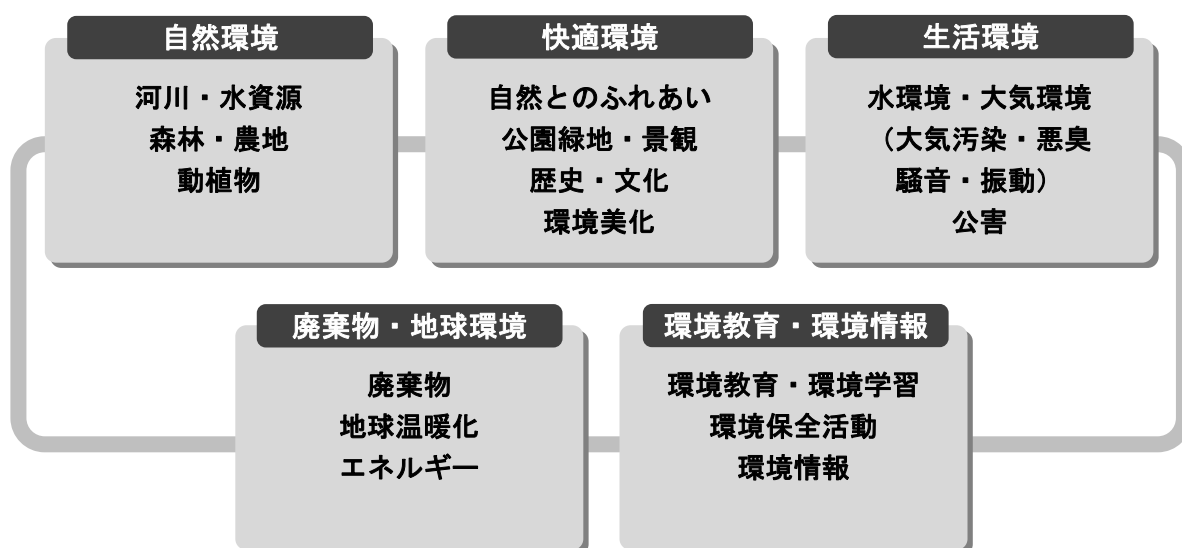 自然環境
河川・水資源
森林・農地
動植物
快適環境
自然とのふれあい
公園緑地・景観
歴史・文化
環境美化
生活環境
水環境・大気環境
（大気汚染・悪臭
騒音・振動）
公害
廃棄物・地球環境
廃棄物
地球温暖化
エネルギー
環境教育・環境情報
環境教育・環境学習
環境保全活動
環境情報